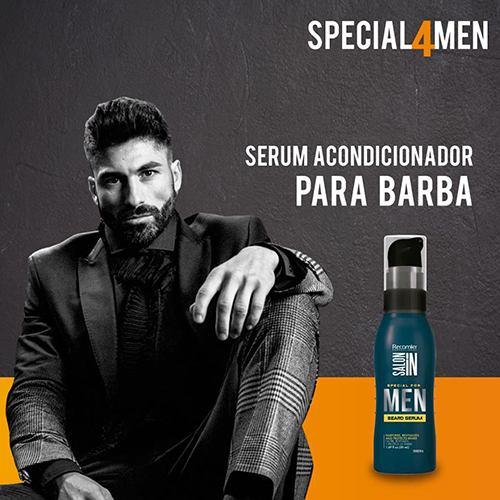 SPECIAL4MEN
SERUM ACONDICIONADOR
PARA BARBA
Recamier
SALON IN
SPECIAL FOR
MEN
BEARD SERUM